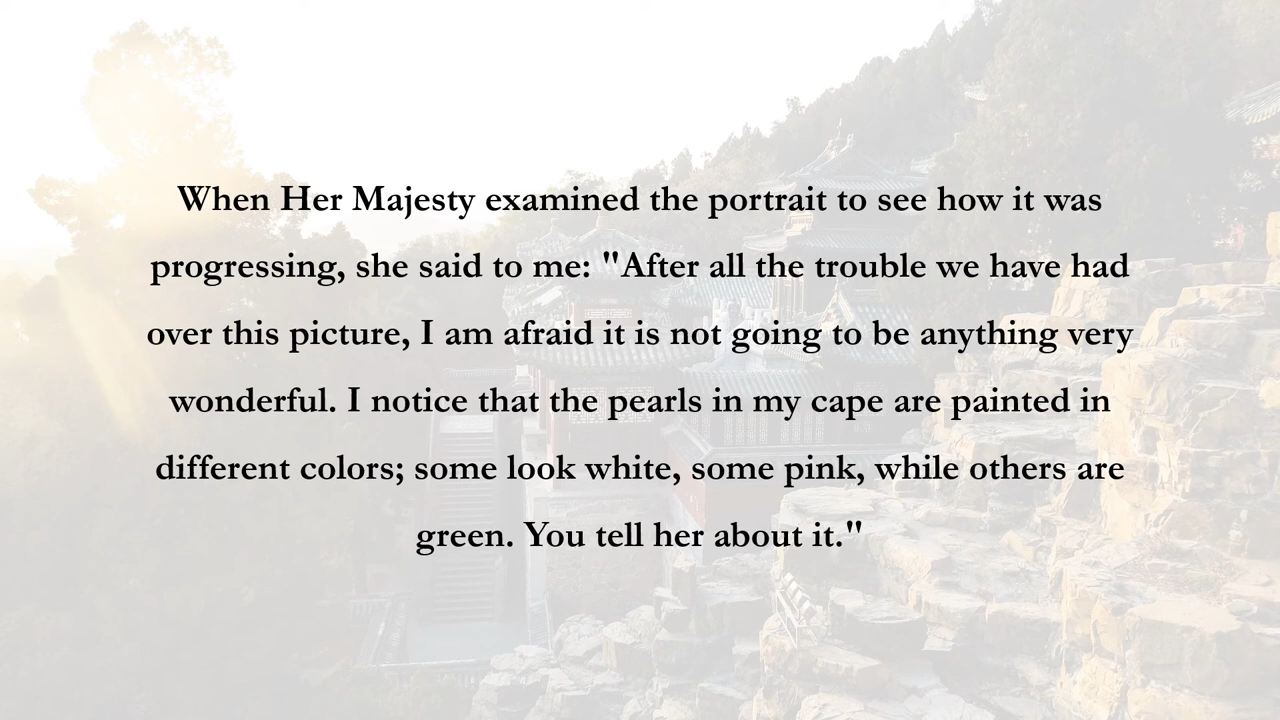 When Her Majesty examined the portrait to see how it was
progressing, she said to me: "After all the trouble we have had
over this picture, I am afraid it is not going to be anything very
wonderful. I notice that the pearls in my cape are painted in
different colors; some look white, some pink, while others are
green. You tell her about it."